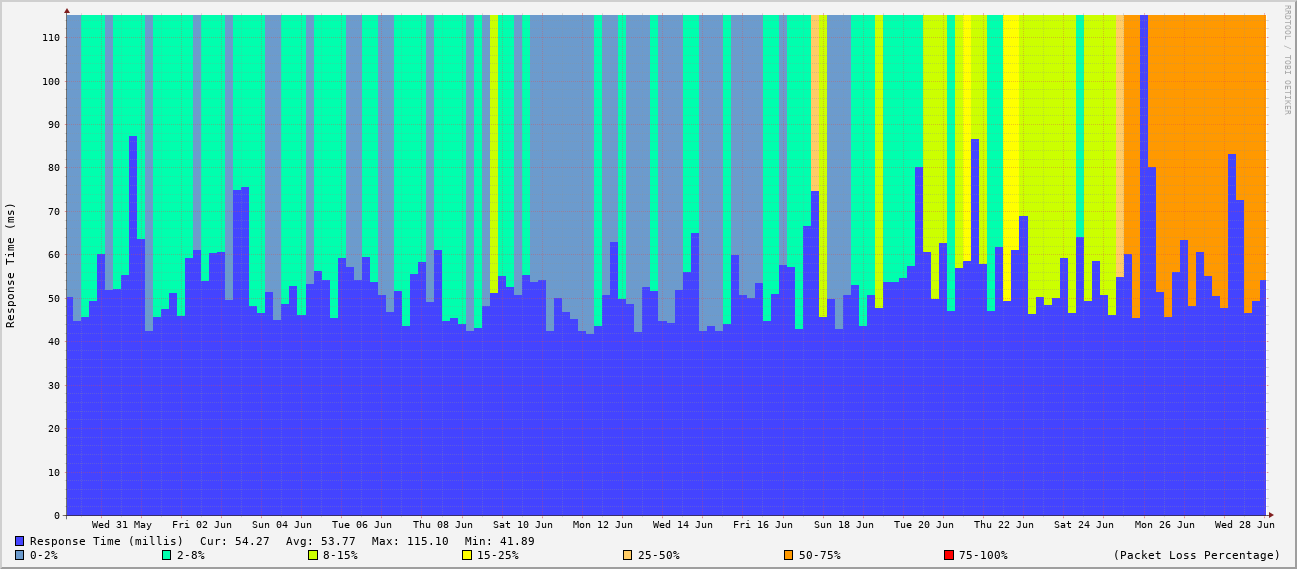 RRDTOOL / TOBI OETIKER
Response Time (ms)
110
100
90
80
70
60
50
40
30
20
10
0
Wed 31 May Fri 02 Jun Sun 04 Jun Tue 06 Jun Thu 08 Jun Sat 10 Jun Mon 12 Jun Wed 14 Jun Fri 16 Jun Sun 18 Jun Tue 20 Jun Thu 22 Jun Sat 24 Jun Mon 26 Jun Wed 28 Jun
Response Time (millis) Cur: 54.27 Avg: 53.77 Max: 115.10 Min: 41.89
0-2% 2-8% 8-15% 15-25% 25-50% 50-75% 75-100% (Packet Loss Percentage)